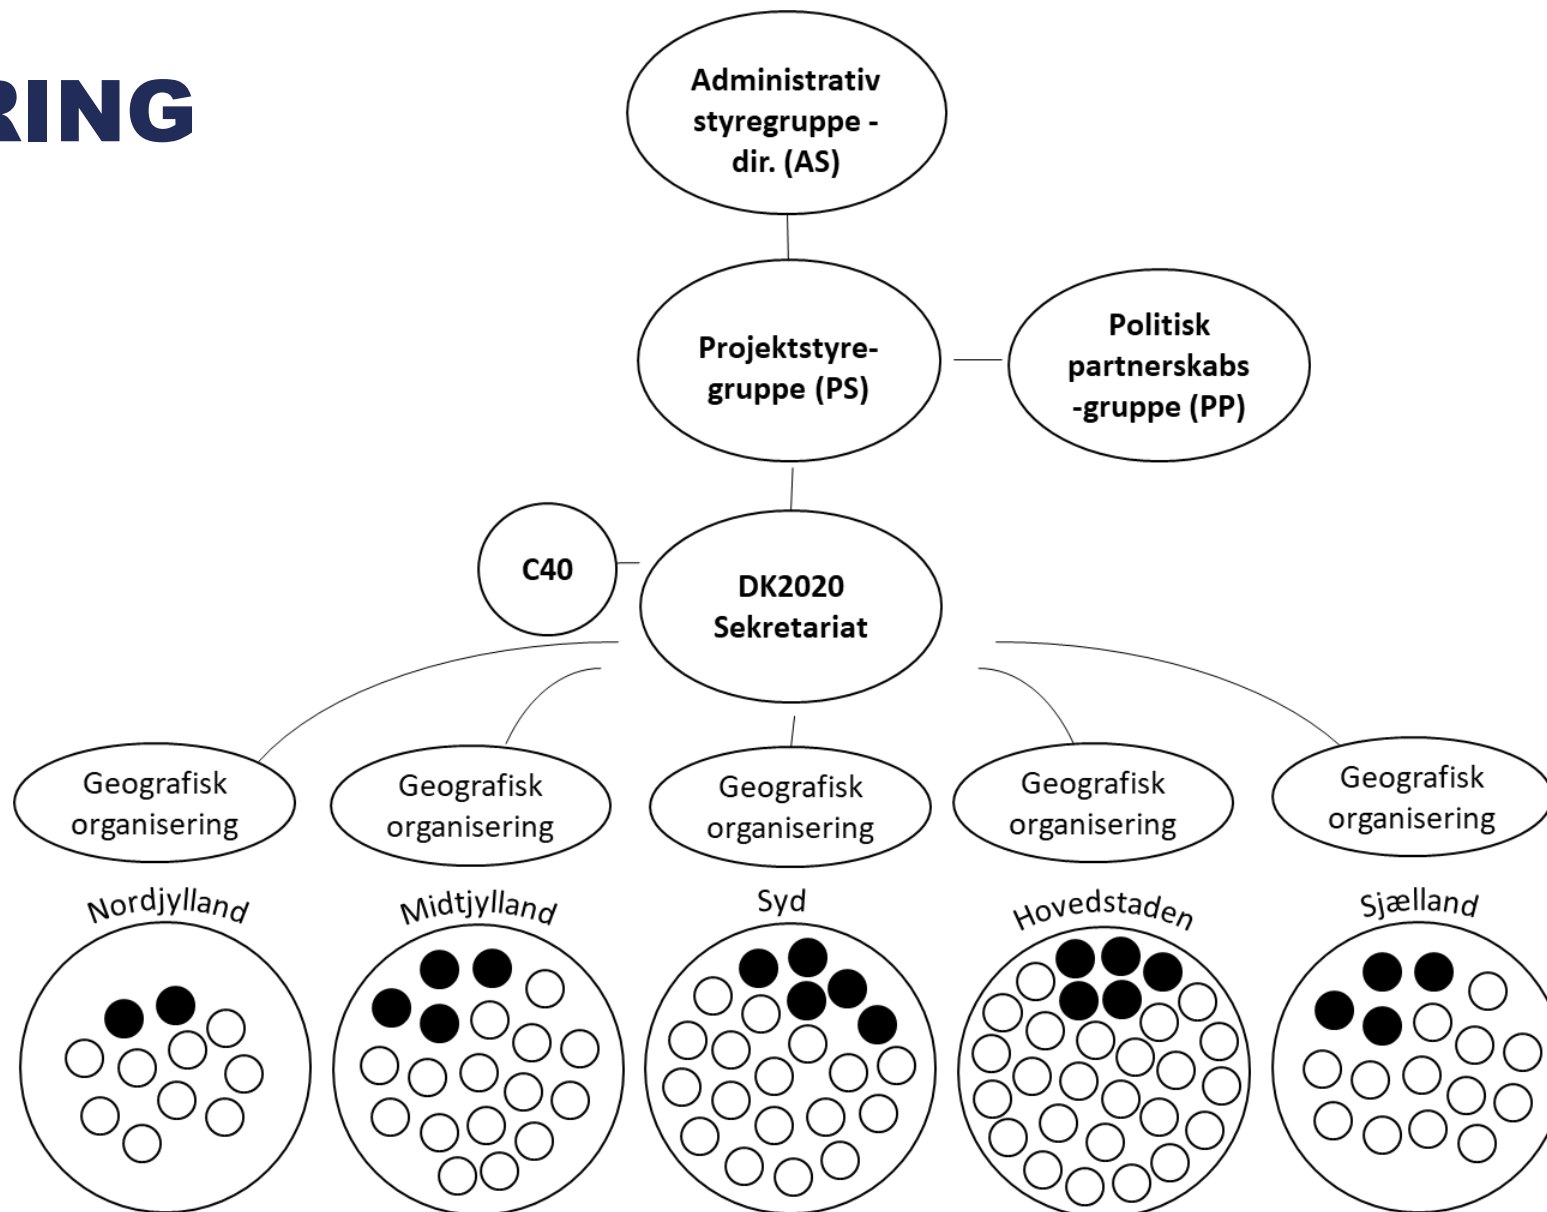 RING
Administrativ
styregruppe -
dir. (AS)
Projektstyre-
gruppe (PS)
Politisk
partnerskabs
-gruppe (PP)
C40
DK2020
Sekretariat
Geografisk
organisering
Geografisk
organisering
Geografisk
organisering
Geografisk
organisering
Geografisk
organisering
Nordjylland
Midtjylland
Syd
Hovedstaden
Sjælland